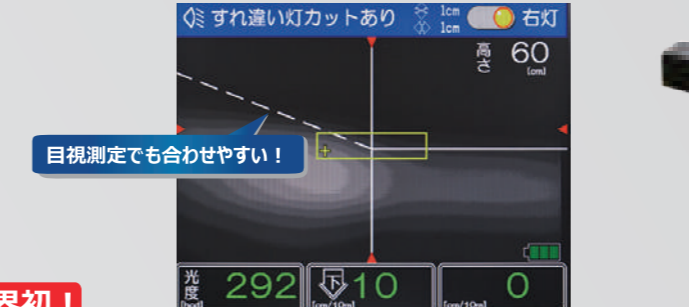 すれ違い灯カットあり
1cm
1cm
右灯
高さ 60
[cm]
目視測定でも合わせやすい！
界初！
光度 292
下 10
[cm/10m]
0
[cm/10m]